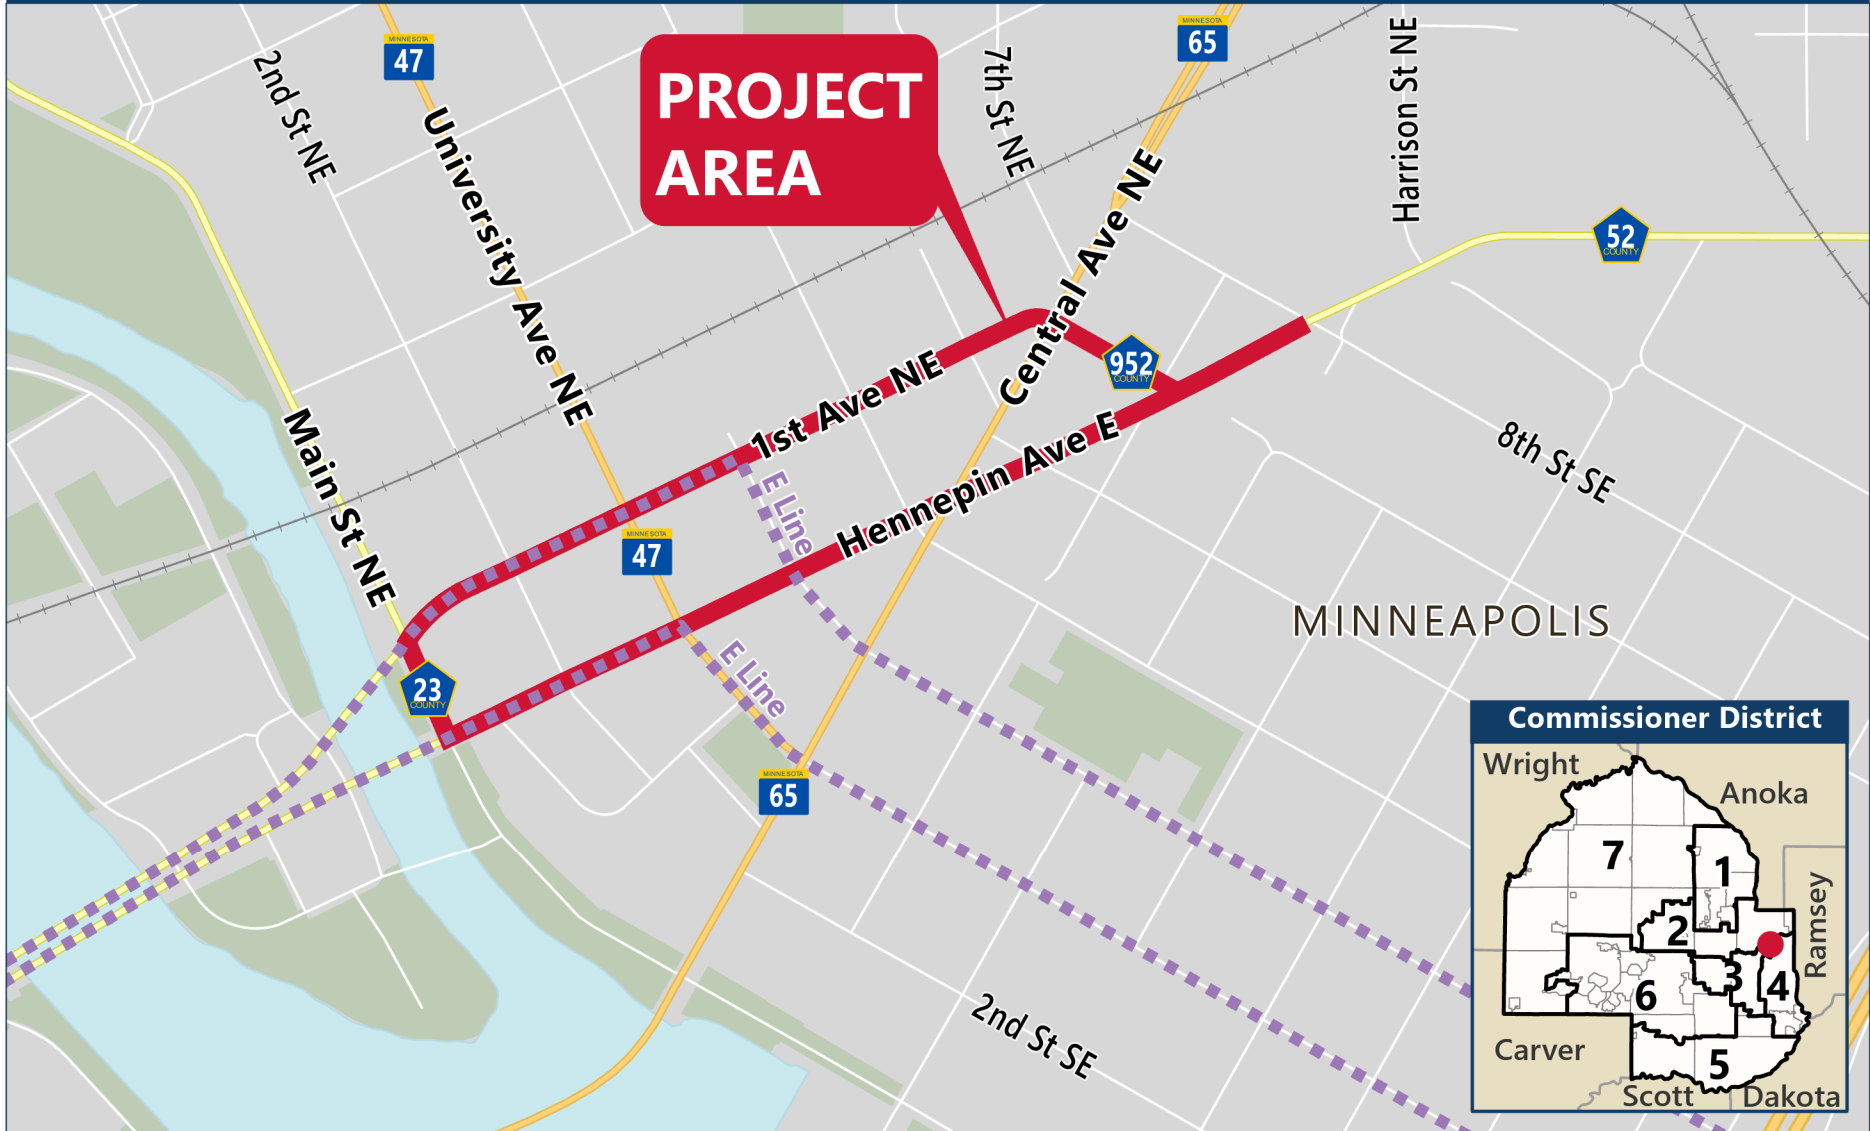 MINNESOTA
47
2nd St NE
University Ave NE
PROJECT
AREA
7th St NE
MINNESOTA
65
Harrison St NE
Central Ave NE
52
COUNTY
Main St NE
1st Ave NE
952
COUNTY
Hennepin Ave E
8th St SE
E Line
MINNESOTA
47
E Line
23
COUNTY
MINNEAPOLIS
MINNESOTA
65
2nd St SE
Commissioner District
Wright
Anoka
7
1
2
Ramsey
3
4
6
Carver
5
Scott
Dakota